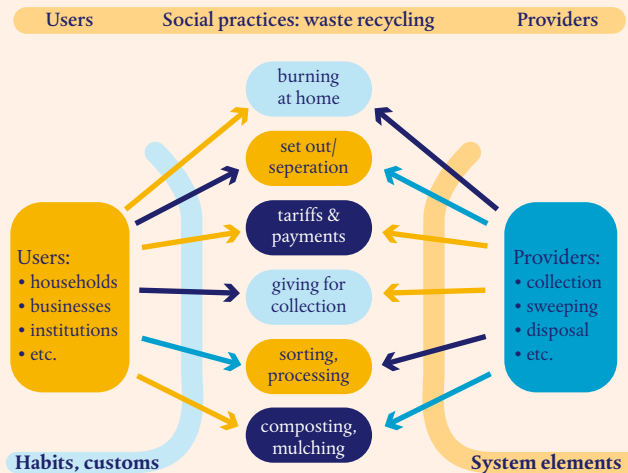 Users Social practices: waste recycling Providers
burning
at home
set out/
seperation
tariffs &
payments
giving for
collection
sorting,
processing
composting,
mulching
Users:
• households
• businesses
• institutions
• etc.
Providers:
• collection
• sweeping
• disposal
• etc.
Habits, customs
System elements